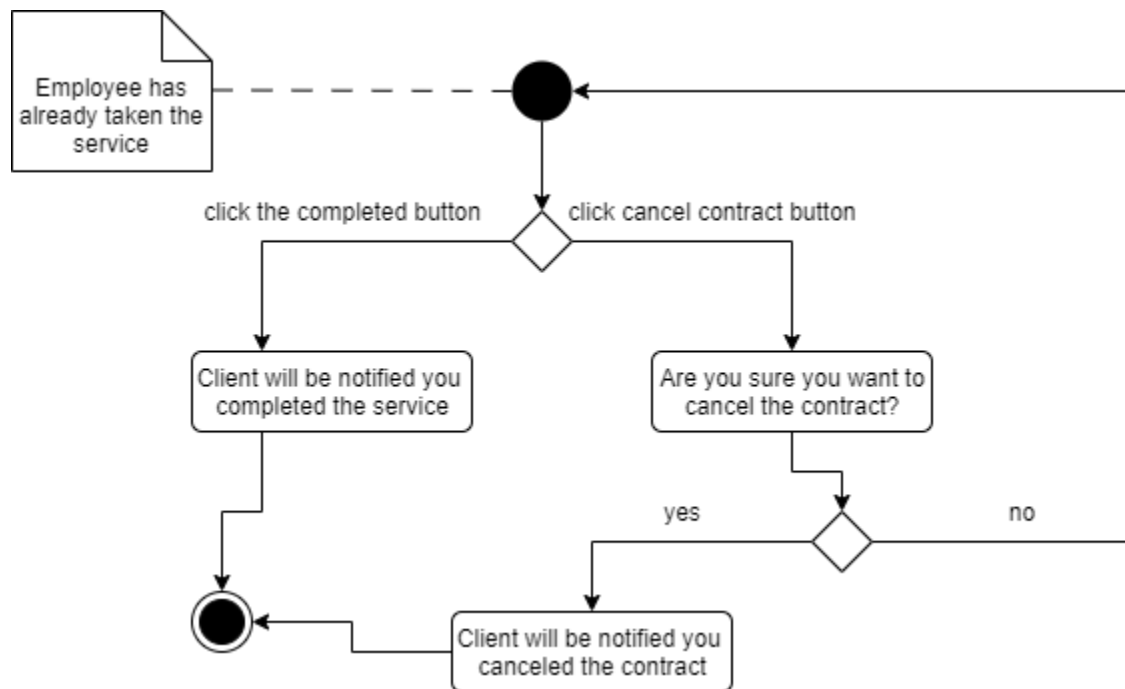 Employee has
already taken the
service
click the completed button
click cancel contract button
Client will be notified you
completed the service
Are you sure you want to
cancel the contract?
yes
no
Client will be notified you
canceled the contract